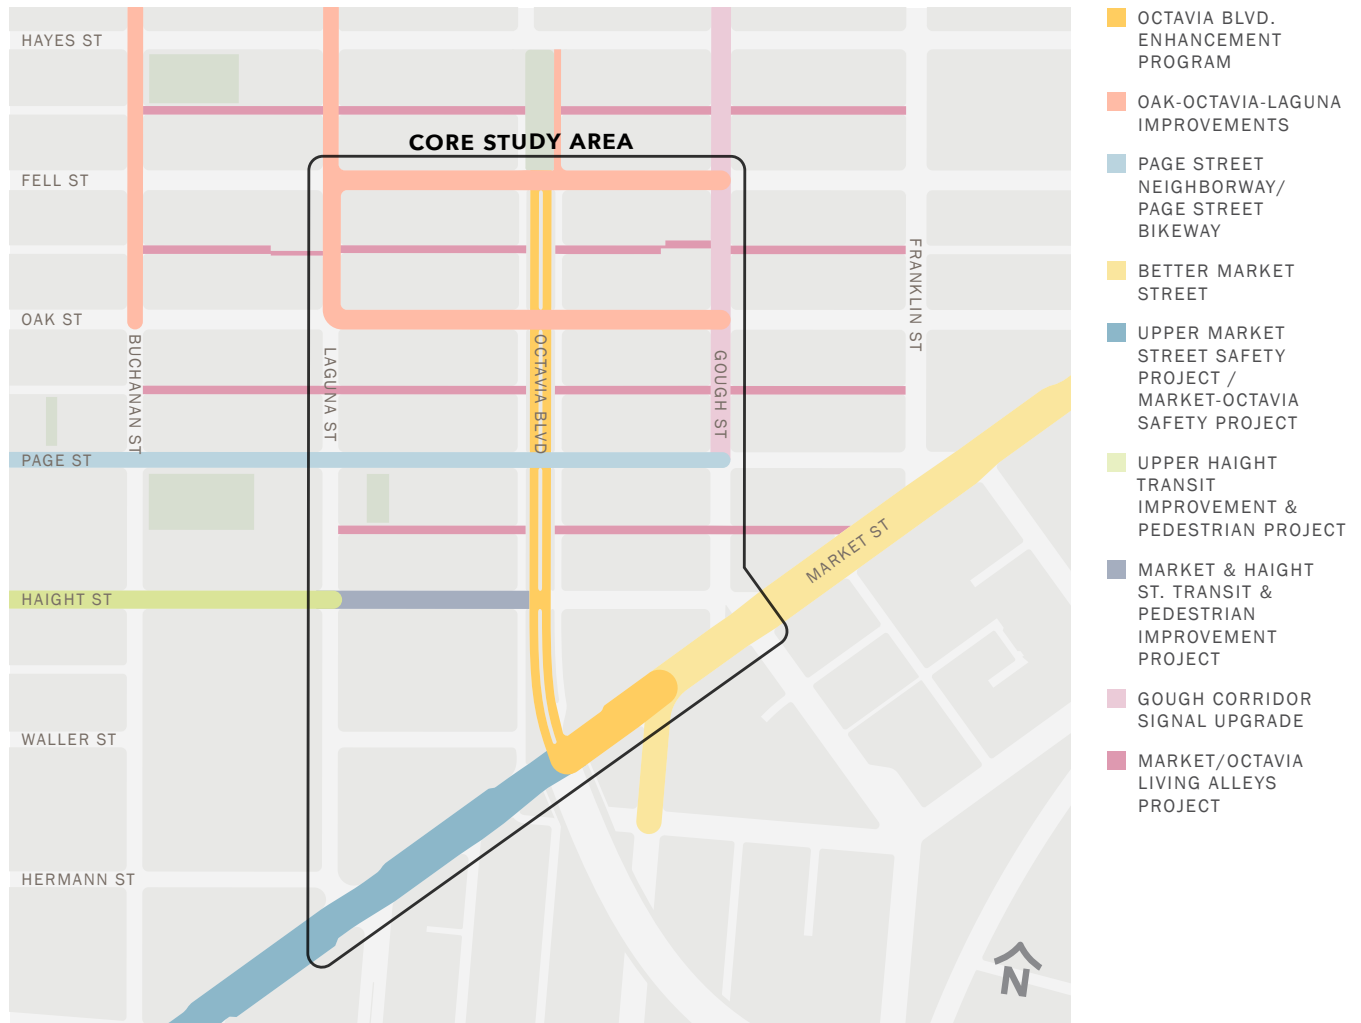 HAYES ST
CORE STUDY AREA
FELL ST
FRANKLIN ST
OAK ST
BUCHANAN ST
LAGUNA ST
OCTAVIA BLVD
GOUGH ST
PAGE ST
MARKET ST
HAIGHT ST
WALLER ST
HERMANN ST
N
OCTAVIA BLVD.
ENHANCEMENT
PROGRAM
OAK-OCTAVIA-LAGUNA
IMPROVEMENTS
PAGE STREET
NEIGHBORWAY/
PAGE STREET
BIKEWAY
BETTER MARKET
STREET
UPPER MARKET
STREET SAFETY
PROJECT /
MARKET-OCTAVIA
SAFETY PROJECT
UPPER HAIGHT
TRANSIT
IMPROVEMENT &
PEDESTRIAN PROJECT
MARKET & HAIGHT
ST. TRANSIT &
PEDESTRIAN
IMPROVEMENT
PROJECT
GOUGH CORRIDOR
SIGNAL UPGRADE
MARKET/OCTAVIA
LIVING ALLEYS
PROJECT